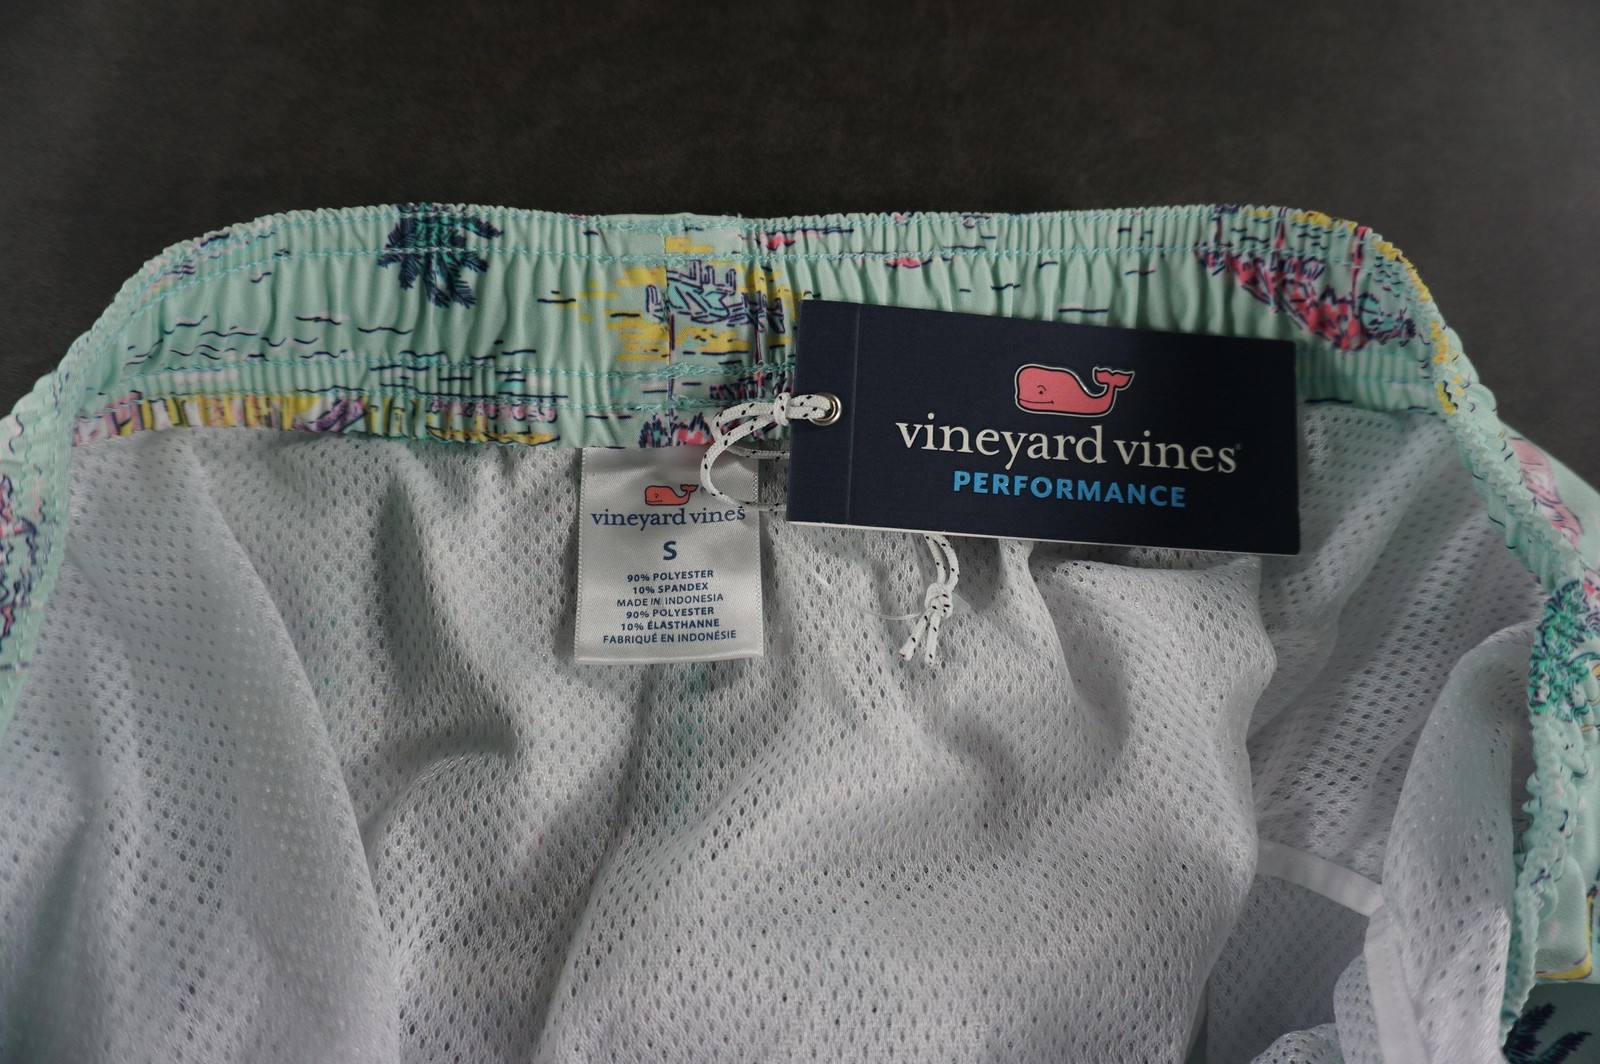 vineyard vines®
PERFORMANCE
vineyard vines
S
90% POLYESTER
10% SPANDEX
MADE IN INDONESIA
90% POLYESTER
10% ÉLASTHANNE
FABRIQUÉ EN INDONÉSIE